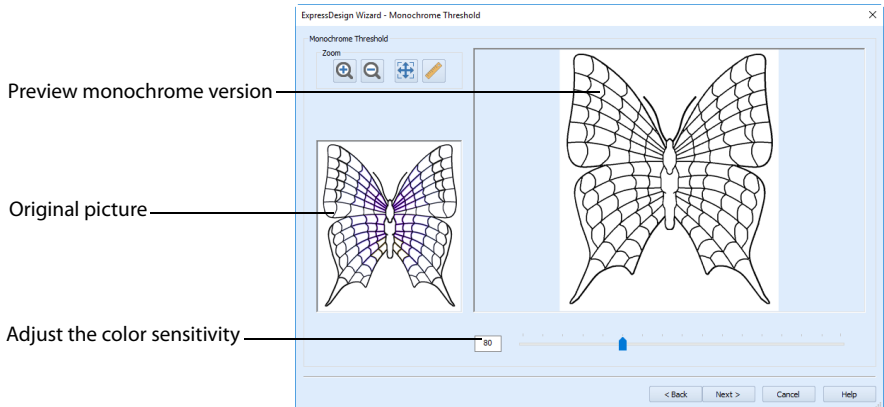 ExpressDesign Wizard - Monochrome Threshold
Monochrome Threshold
Zoom
Preview monochrome version
Original picture
Adjust the color sensitivity
80
< Back
Next >
Cancel
Help